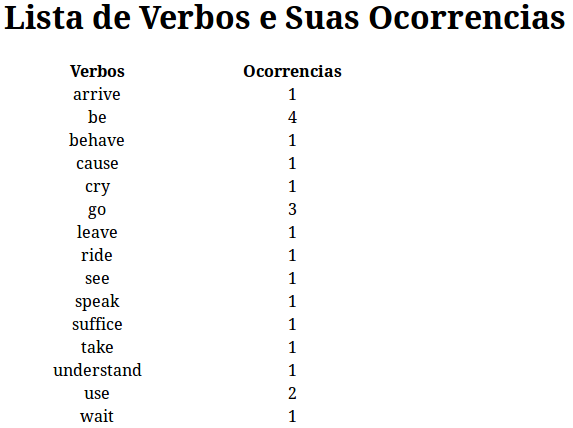 Lista de Verbos e Suas Ocorrencias
Verbos Ocorrencias
arrive 1
be 4
behave 1
cause 1
cry 1
go 3
leave 1
ride 1
see 1
speak 1
suffice 1
take 1
understand 1
use 2
wait 1